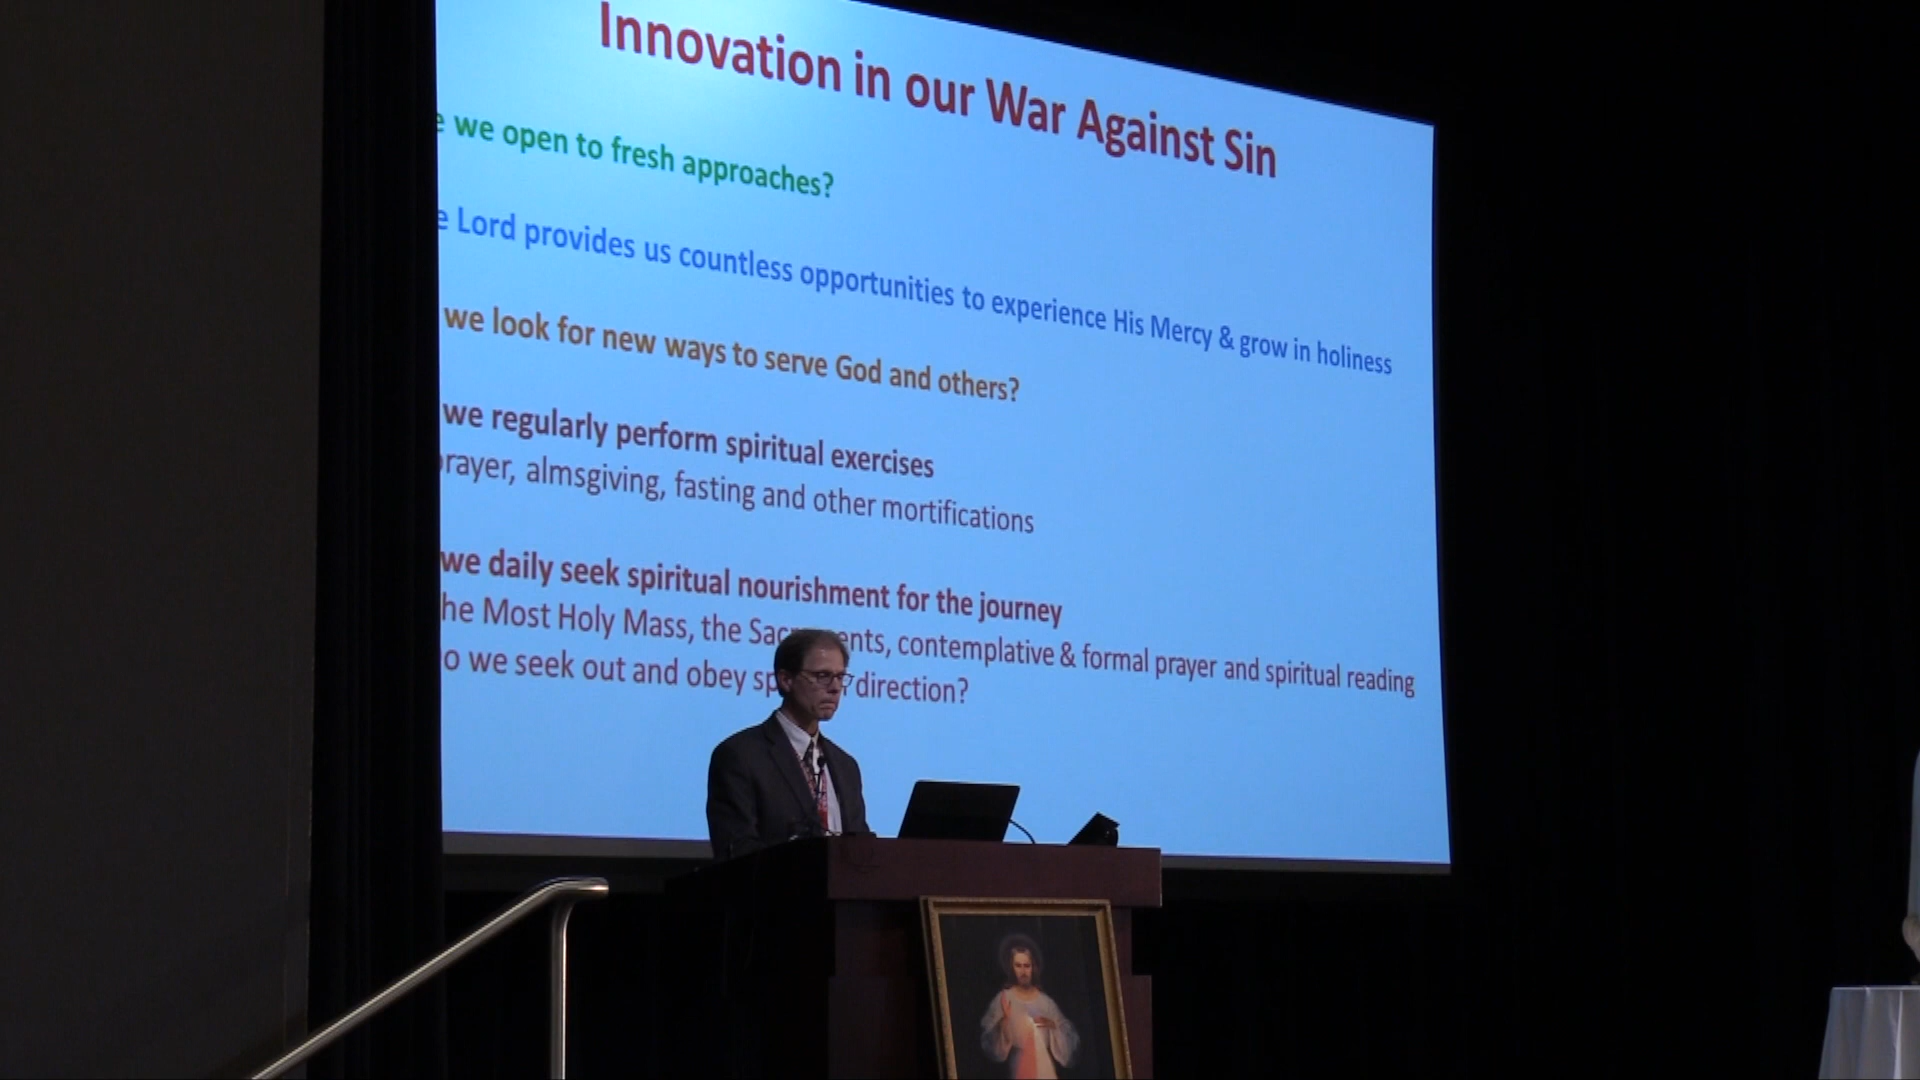 Innovation in our War Against Sin
e we open to fresh approaches?
e Lord provides us countless opportunities to experience His Mercy & grow in holiness
we look for new ways to serve God and others?
we regularly perform spiritual exercises
rayer, almsgiving, fasting and other mortifications
we daily seek spiritual nourishment for the journey
he Most Holy Mass, the Sac ents, contemplative & formal prayer and spiritual reading
o we seek out and obey sp direction?